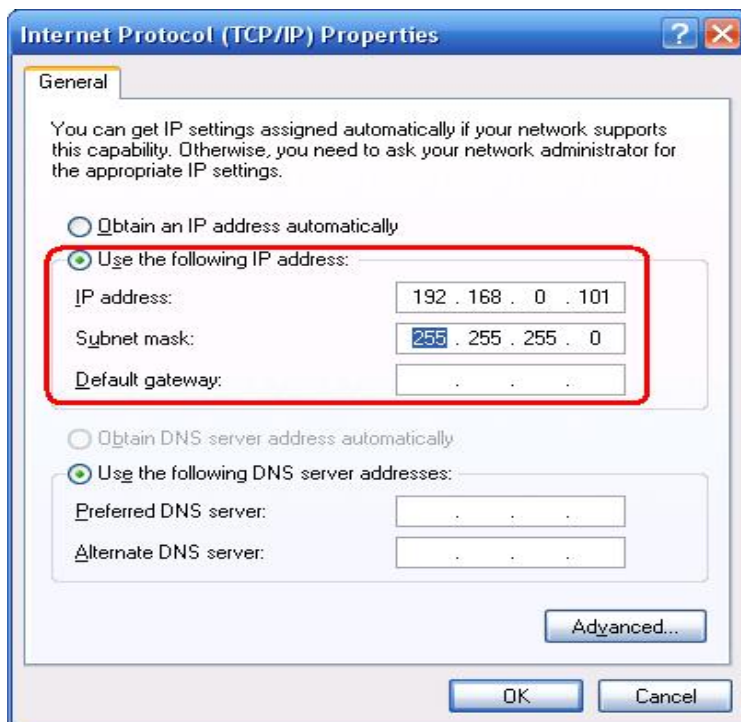 Internet Protocol (TCP/IP) Properties
General
You can get IP settings assigned automatically if your network supports
this capability. Otherwise, you need to ask your network administrator for
the appropriate IP settings.
Obtain an IP address automatically
Use the following IP address:
IP address: 192 . 168 . 0 . 101
Subnet mask: 255 . 255 . 255 . 0
Default gateway: . . .
Obtain DNS server address automatically
Use the following DNS server addresses:
Preferred DNS server: . . .
Alternate DNS server: . . .
Advanced...
OK Cancel